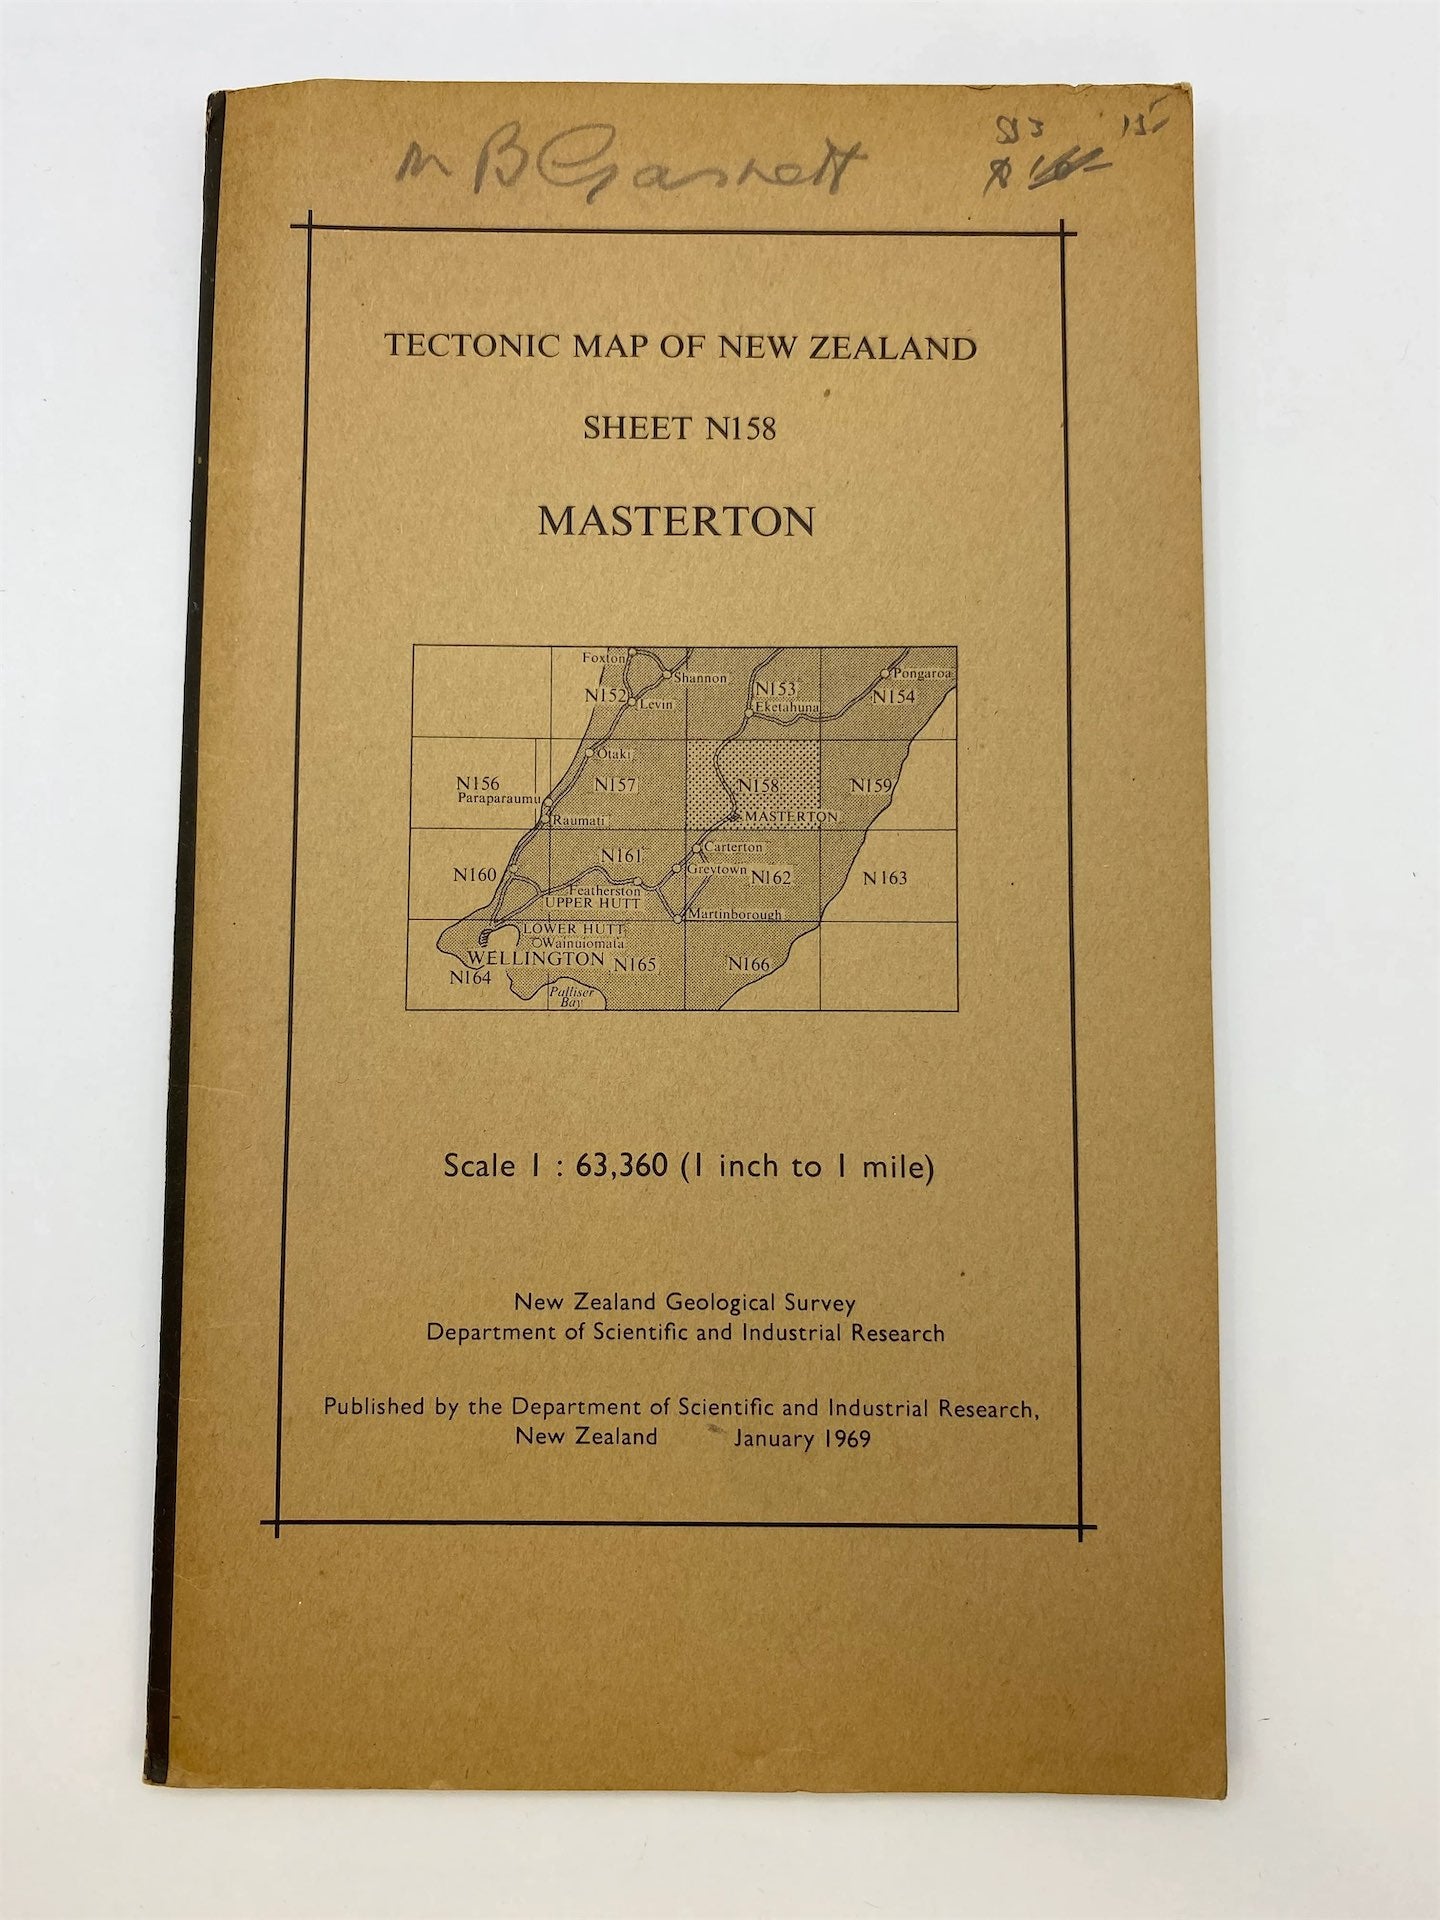 M B Gasnett
$3
15
TECTONIC MAP OF NEW ZEALAND
SHEET N158
MASTERTON
Foxton
Shannon
Pongaroa
N152
Levin
N153
Eketahuna
N154
Otaki
N156
Paraparaumu
N157
N158
N159
Raumati
MASTERTON
Carterton
N160
N161
Greytown
N162
N163
Featherston
UPPER HUTT
Martinborough
LOWER HUTT
Wainuiomata
WELLINGTON
N165
N166
N164
Palliser
Bay
Scale 1 : 63,360 (1 inch to 1 mile)
New Zealand Geological Survey
Department of Scientific and Industrial Research
Published by the Department of Scientific and Industrial Research,
New Zealand January 1969